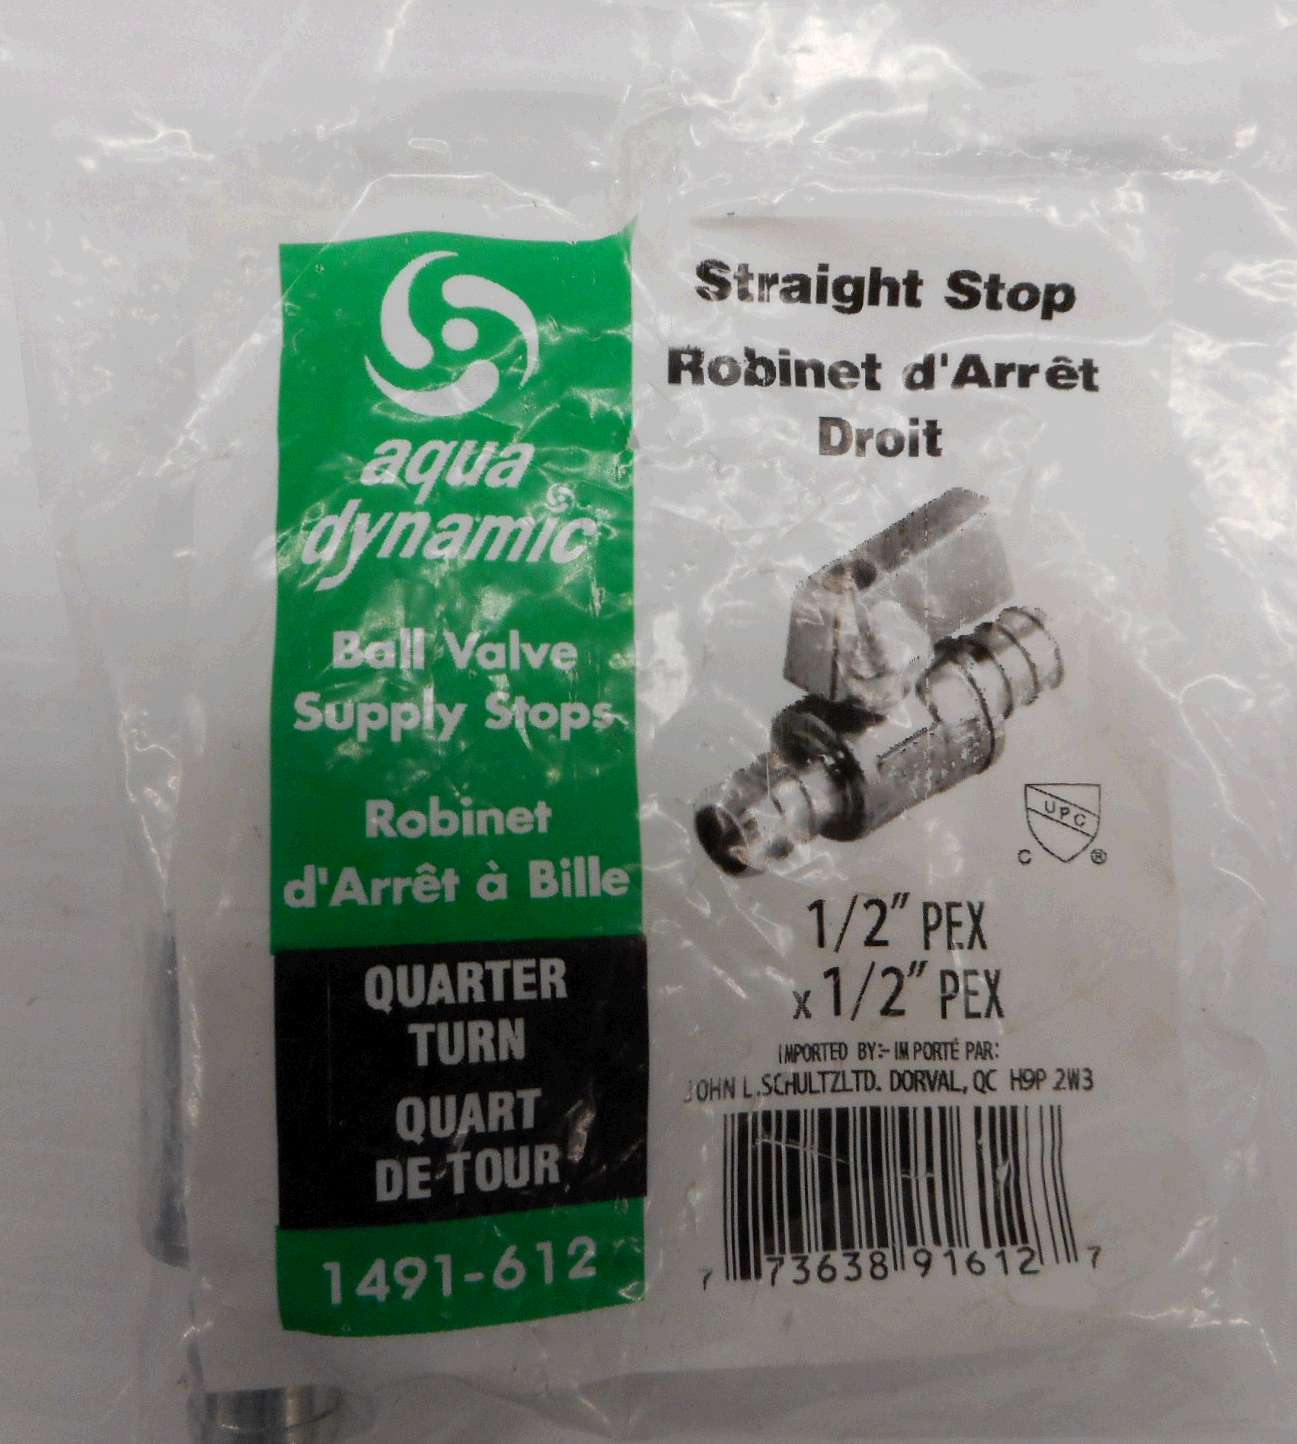 aqua
dynamic
Ball Valve
Supply Stops
Robinet
d'Arrêt à Bille
QUARTER
TURN
QUART
DE TOUR
1491-612
Straight Stop
Robinet d'Arrêt
Droit
UPC
C ®
1/2" PEX
x 1/2" PEX
IMPORTED BY:- IMPORTÉ PAR:
JOHN L.SCHULTZ LTD. DORVAL, QC H9P 2W3
7 73638 91612 7